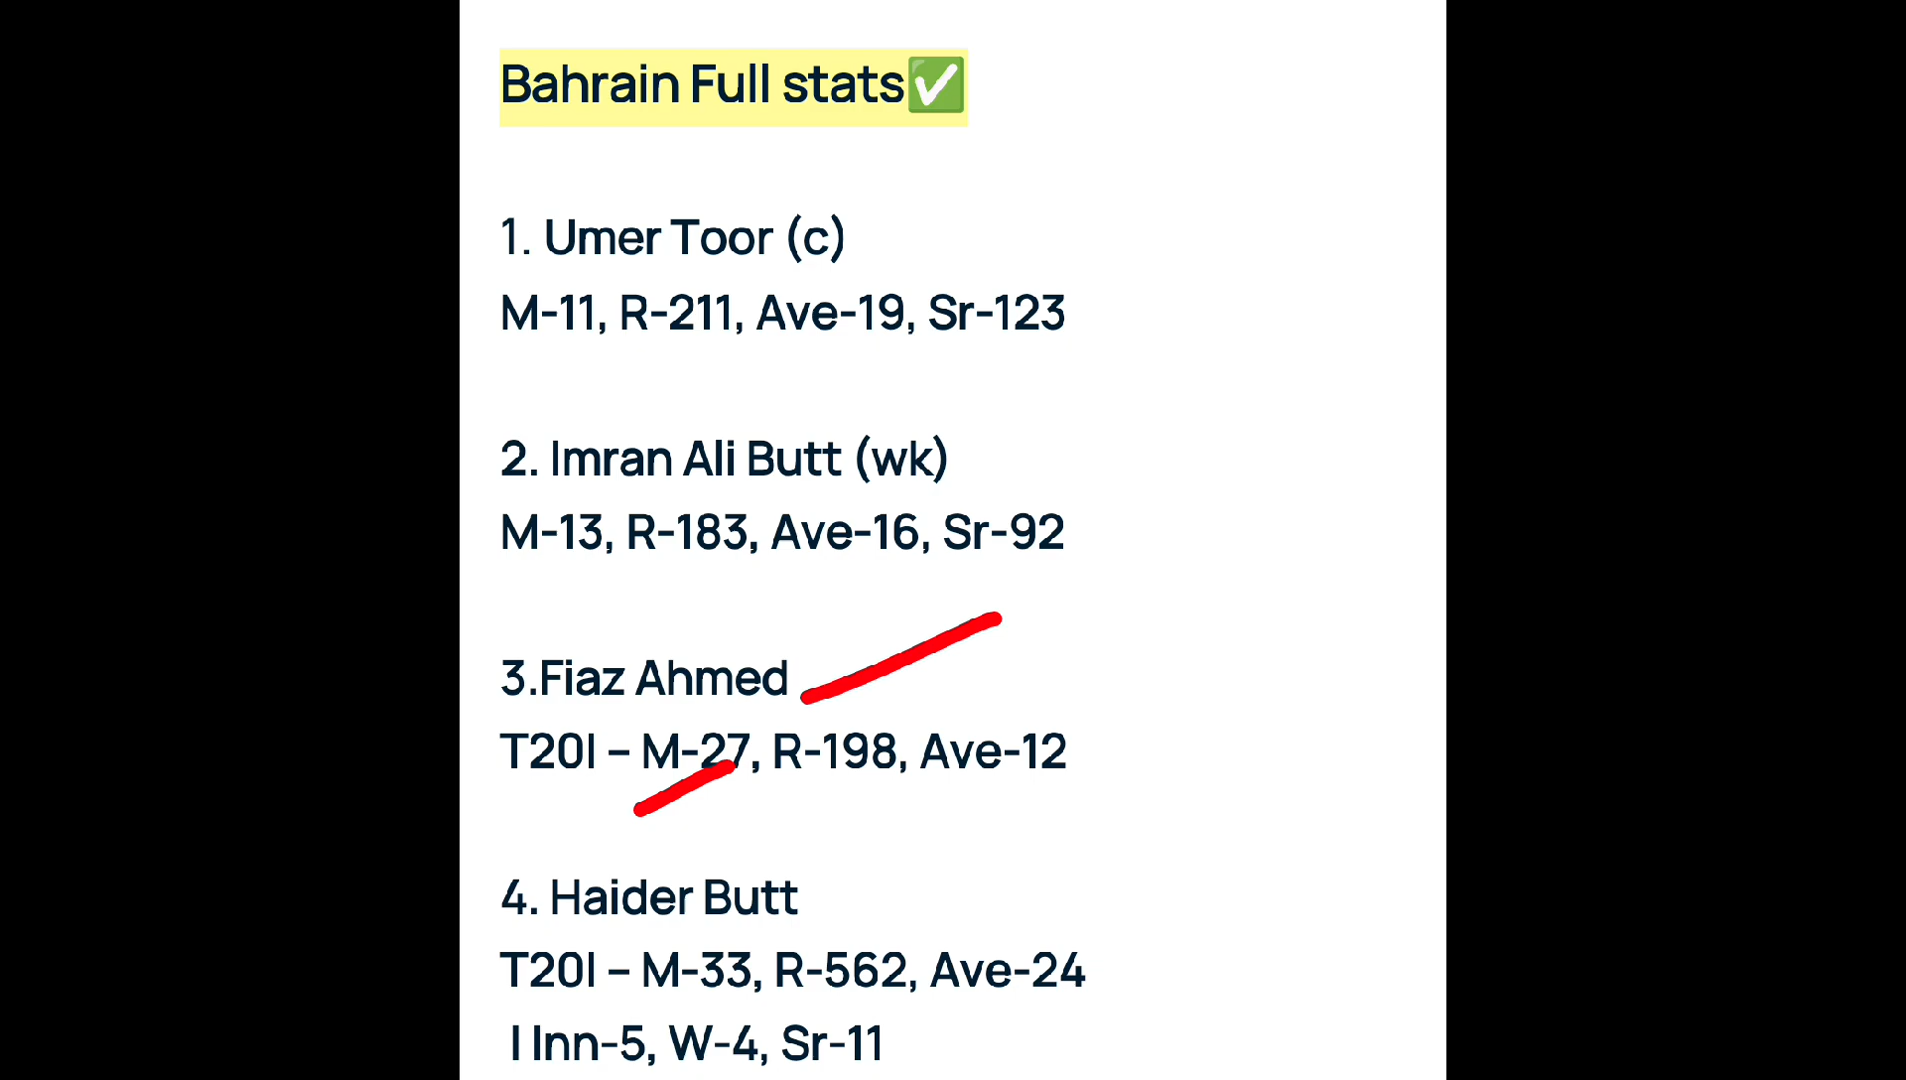 Bahrain Full stats✅
1. Umer Toor (c)
M-11, R-211, Ave-19, Sr-123
2. Imran Ali Butt (wk)
M-13, R-183, Ave-16, Sr-92
3.Fiaz Ahmed
T20I – M-27, R-198, Ave-12
4. Haider Butt
T20I – M-33, R-562, Ave-24
| Inn-5, W-4, Sr-11